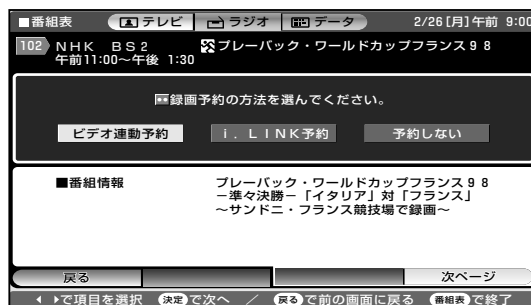 ■番組表 テレビ ラジオ データ 2/26[月]午前 9:00
102 NHK BS2 プレーバック・ワールドカップフランス98
午前11:00〜午後 1:30
録画予約の方法を選んでください。
ビデオ連動予約 i．LINK予約 予約しない
■番組情報 プレーバック・ワールドカップフランス98
－準々決勝－「イタリア」対「フランス」
〜サンドニ・フランス競技場で録画〜
戻る 次ページ
で項目を選択 決定で次へ ／ 戻るで前の画面に戻る 番組表で終了